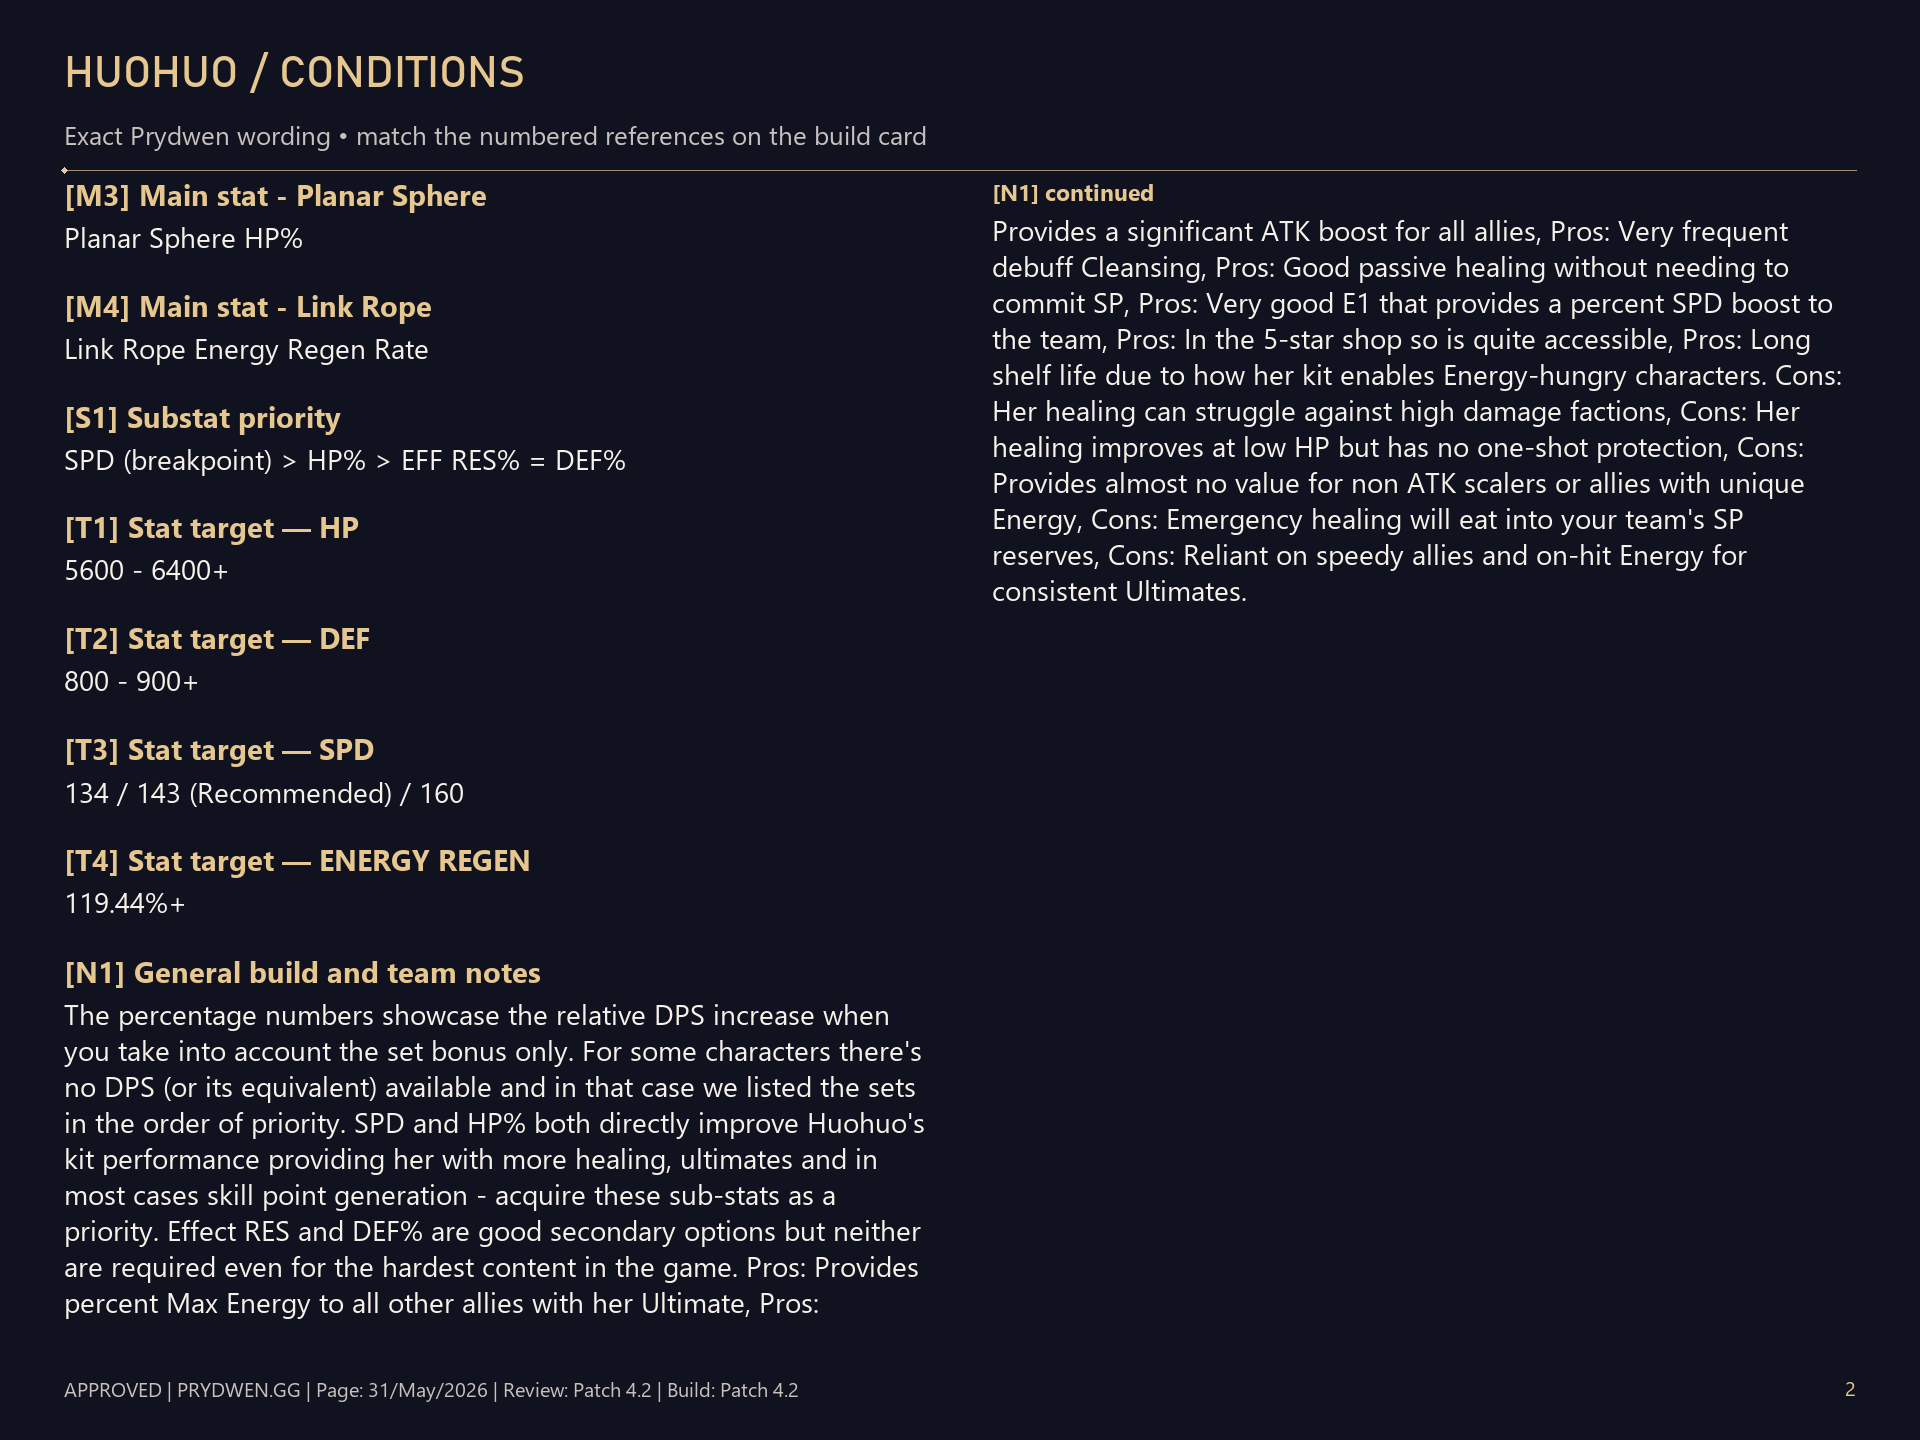 HUOHUO / CONDITIONS
Exact Prydwen wording • match the numbered references on the build card
[M3] Main stat - Planar Sphere
Planar Sphere HP%
[M4] Main stat - Link Rope
Link Rope Energy Regen Rate
[S1] Substat priority
SPD (breakpoint) > HP% > EFF RES% = DEF%
[T1] Stat target — HP
5600 - 6400+
[T2] Stat target — DEF
800 - 900+
[T3] Stat target — SPD
134 / 143 (Recommended) / 160
[T4] Stat target — ENERGY REGEN
119.44%+
[N1] General build and team notes
The percentage numbers showcase the relative DPS increase when
you take into account the set bonus only. For some characters there's
no DPS (or its equivalent) available and in that case we listed the sets
in the order of priority. SPD and HP% both directly improve Huohuo's
kit performance providing her with more healing, ultimates and in
most cases skill point generation - acquire these sub-stats as a
priority. Effect RES and DEF% are good secondary options but neither
are required even for the hardest content in the game. Pros: Provides
percent Max Energy to all other allies with her Ultimate, Pros:
[N1] continued
Provides a significant ATK boost for all allies, Pros: Very frequent
debuff Cleansing, Pros: Good passive healing without needing to
commit SP, Pros: Very good E1 that provides a percent SPD boost to
the team, Pros: In the 5-star shop so is quite accessible, Pros: Long
shelf life due to how her kit enables Energy-hungry characters. Cons:
Her healing can struggle against high damage factions, Cons: Her
healing improves at low HP but has no one-shot protection, Cons:
Provides almost no value for non ATK scalers or allies with unique
Energy, Cons: Emergency healing will eat into your team's SP
reserves, Cons: Reliant on speedy allies and on-hit Energy for
consistent Ultimates.
APPROVED | PRYDWEN.GG | Page: 31/May/2026 | Review: Patch 4.2 | Build: Patch 4.2
2